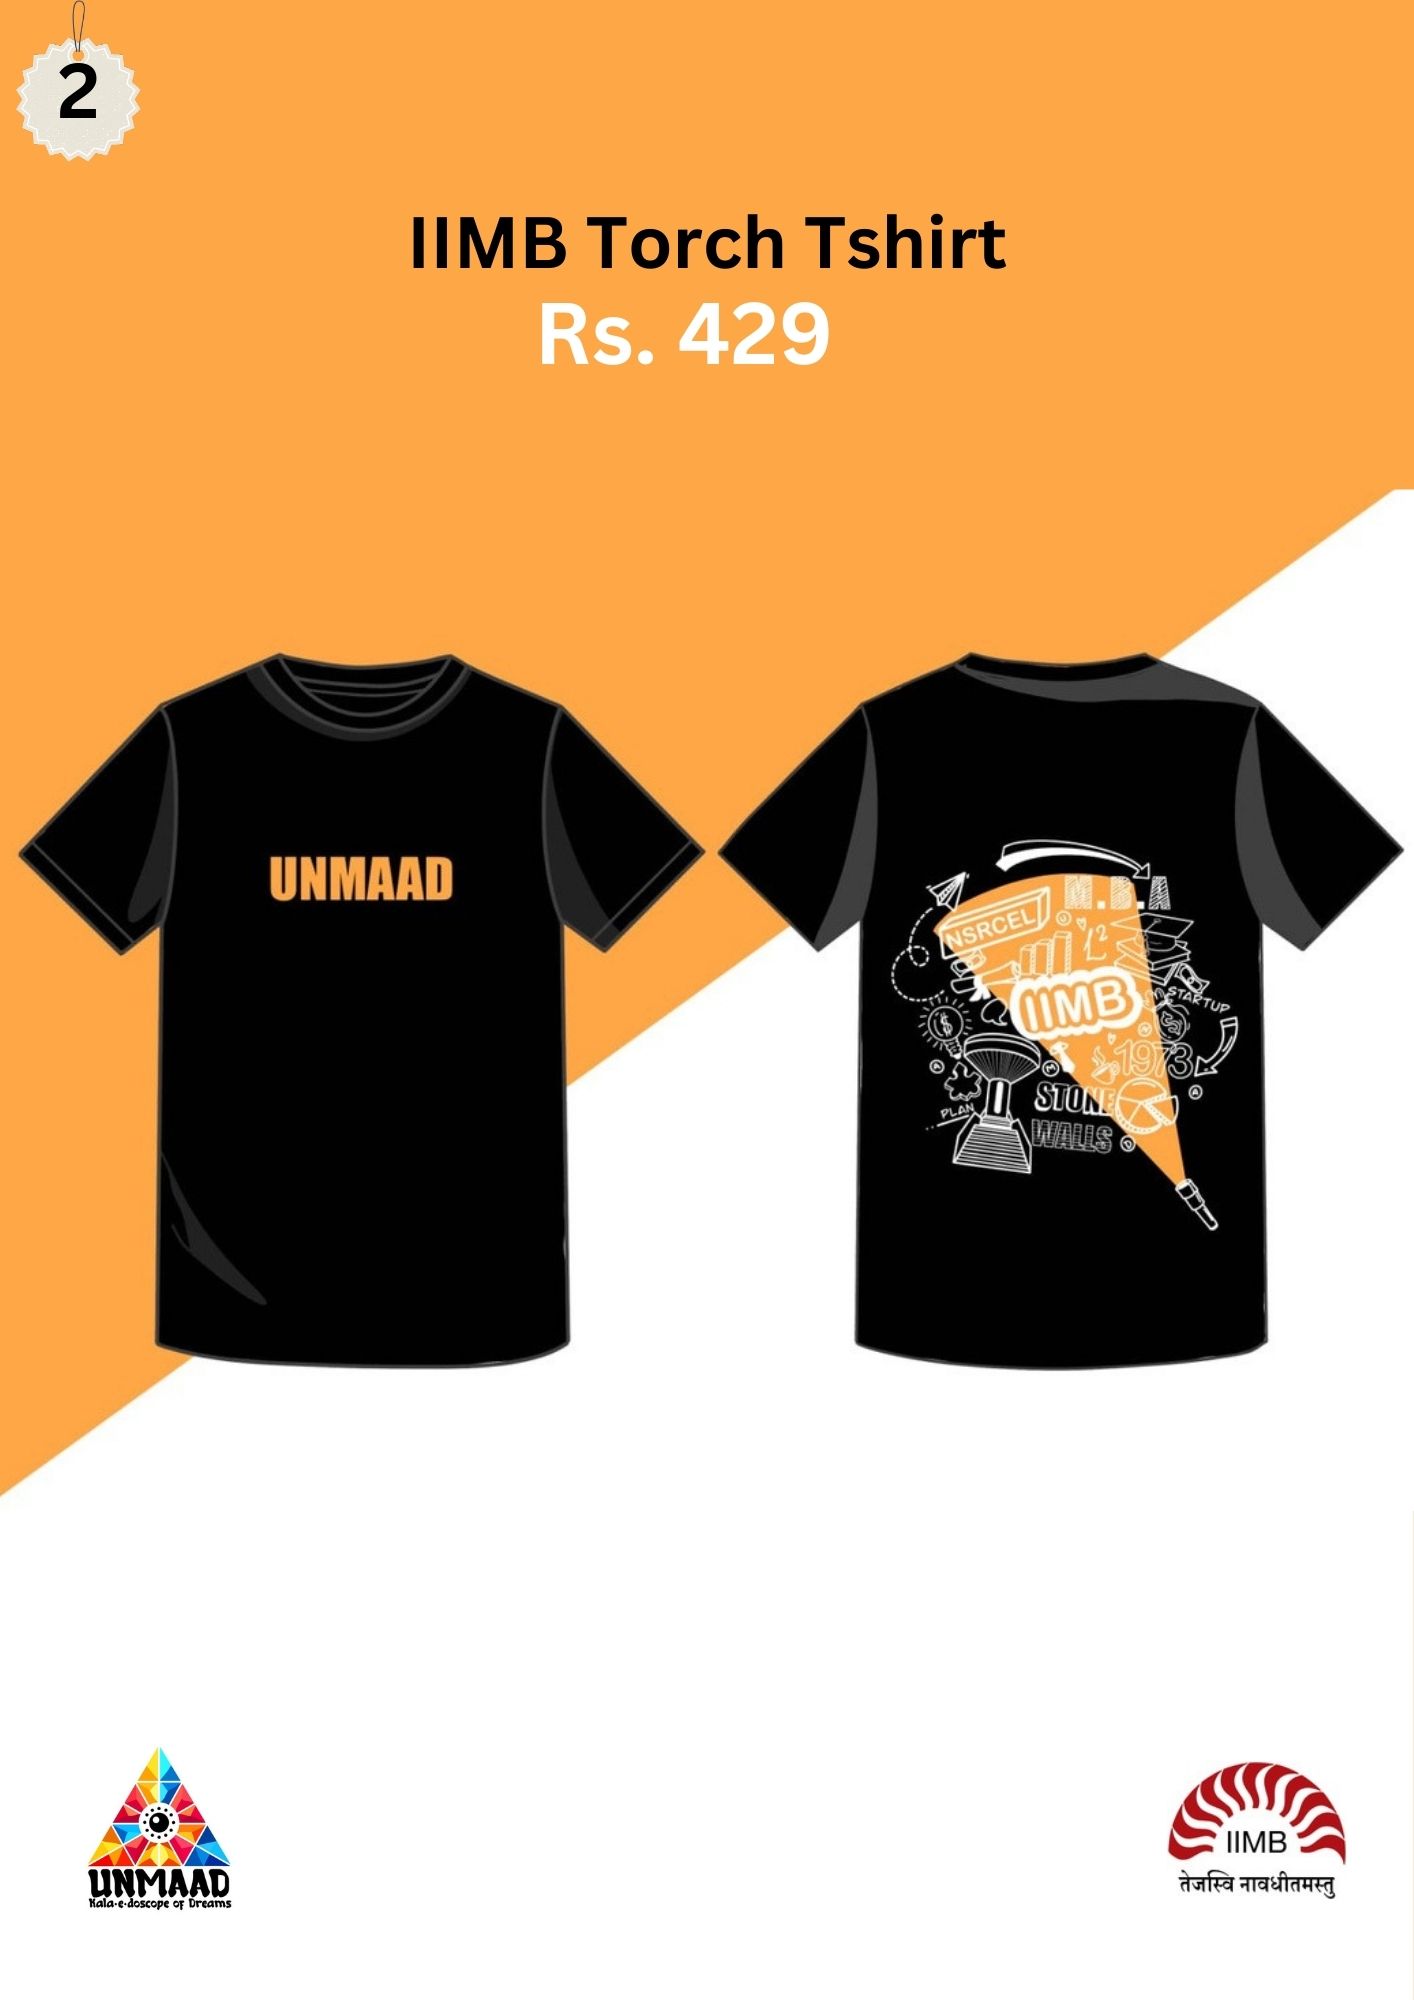 2
IIMB Torch Tshirt
Rs. 429
UNMAAD
M.B.A
NSRCEL
U
L²
IIMB
STARTUP
N
1973
A
M
A
STONE
PLAN
WALLS
D
UNMAAD
Kala-e-doscope of Dreams
IIMB
तेजस्वि नावधीतमस्तु